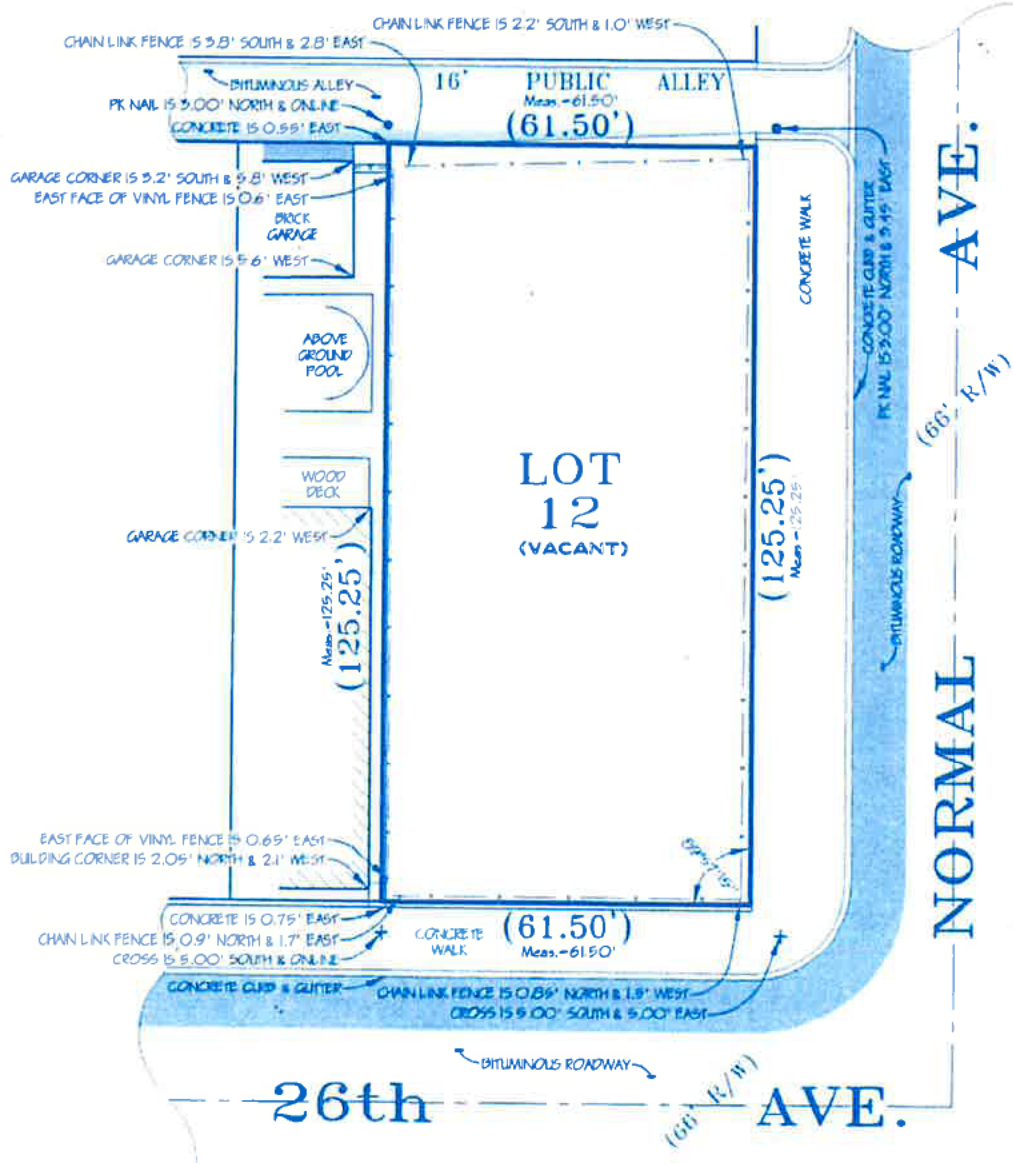 CHAIN LINK FENCE IS 2.2' SOUTH & 1.0' WEST
CHAIN LINK FENCE IS 3.8' SOUTH & 2.8' EAST
BITUMINOUS ALLEY
16' PUBLIC ALLEY
Meas.=61.50'
(61.50')
PK NAIL IS 3.00' NORTH & ONLINE
CONCRETE IS 0.55' EAST
GARAGE CORNER IS 3.2' SOUTH & 5.8' WEST
EAST FACE OF VINYL FENCE IS 0.6' EAST
BRICK
GARAGE
GARAGE CORNER IS 5.6' WEST
CONCRETE WALK
CONCRETE CURB & GUTTER
PK NAIL IS 3.00' NORTH & EAST
NORMAL AVE.
(66' R/W)
ABOVE
GROUND
POOL
WOOD
DECK
GARAGE CORNER IS 2.2' WEST
LOT
12
(VACANT)
Meas.=125.25'
(125.25')
(125.25')
Meas.=125.25'
BITUMINOUS ROADWAY
EAST FACE OF VINYL FENCE IS 0.65' EAST
BUILDING CORNER IS 2.05' NORTH & 2.1' WEST
CONCRETE IS 0.75' EAST
CHAIN LINK FENCE IS 0.9' NORTH & 1.7' EAST
CROSS IS 5.00' SOUTH & ONLINE
CONCRETE
WALK
(61.50')
Meas.=61.50'
CONCRETE CURB & GUTTER
CHAIN LINK FENCE IS 0.85' NORTH & 1.5' WEST
CROSS IS 5.00' SOUTH & 5.00' EAST
BITUMINOUS ROADWAY
26th AVE.
(66' R/W)